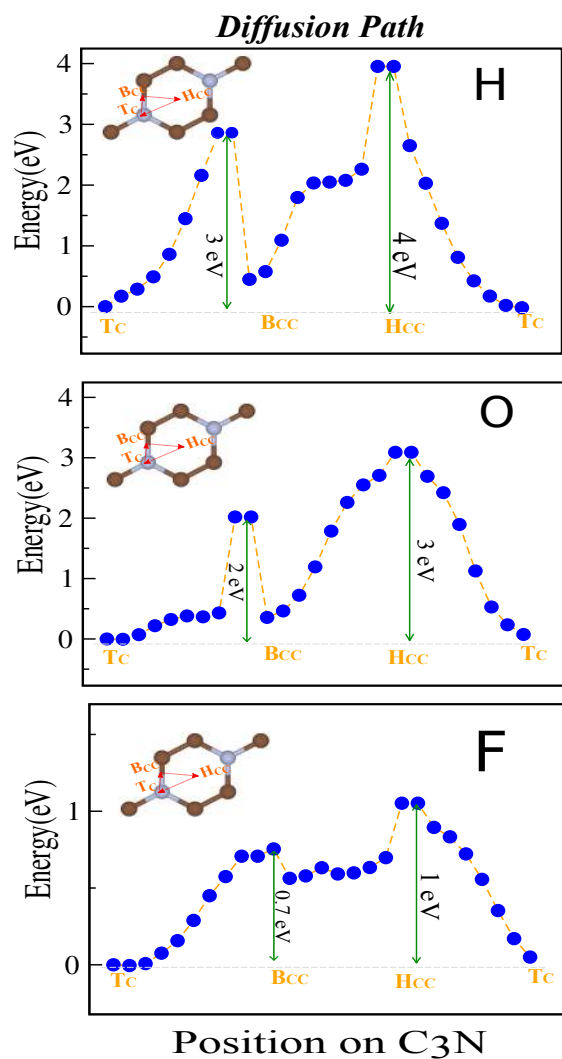 Diffusion Path
H
Energy(eV)
4
3
2
1
0
BCC
TC
HCC
3 eV
4 eV
TC
BCC
HCC
TC
O
Energy(eV)
4
3
2
1
0
BCC
TC
HCC
2 eV
3 eV
TC
BCC
HCC
TC
F
Energy(eV)
1
0
BCC
TC
HCC
0.7 eV
1 eV
TC
BCC
HCC
TC
Position on C3N